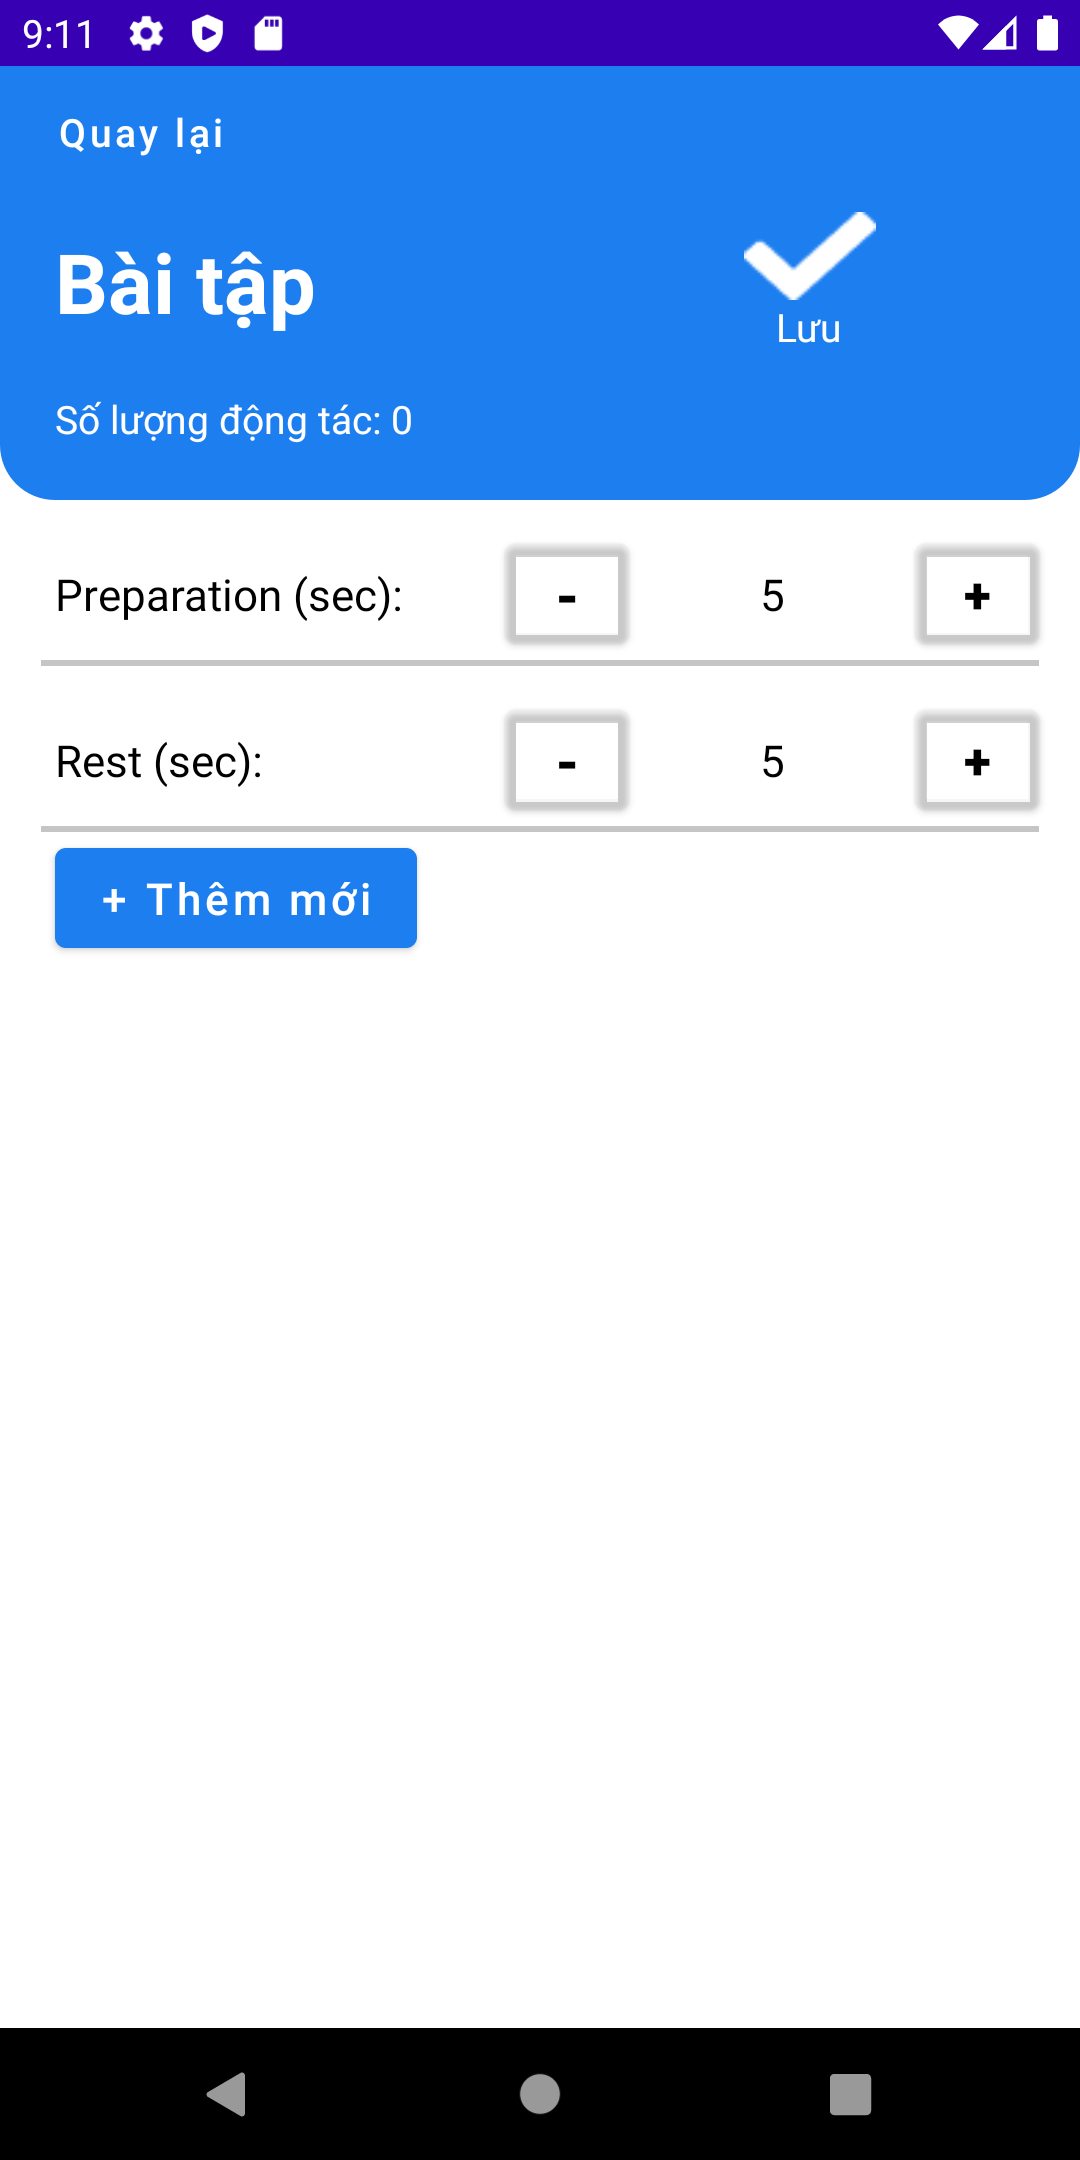 9:11
Quay lại
Bài tập
Lưu
Số lượng động tác: 0
Preparation (sec): - 5 +
Rest (sec): - 5 +
+ Thêm mới